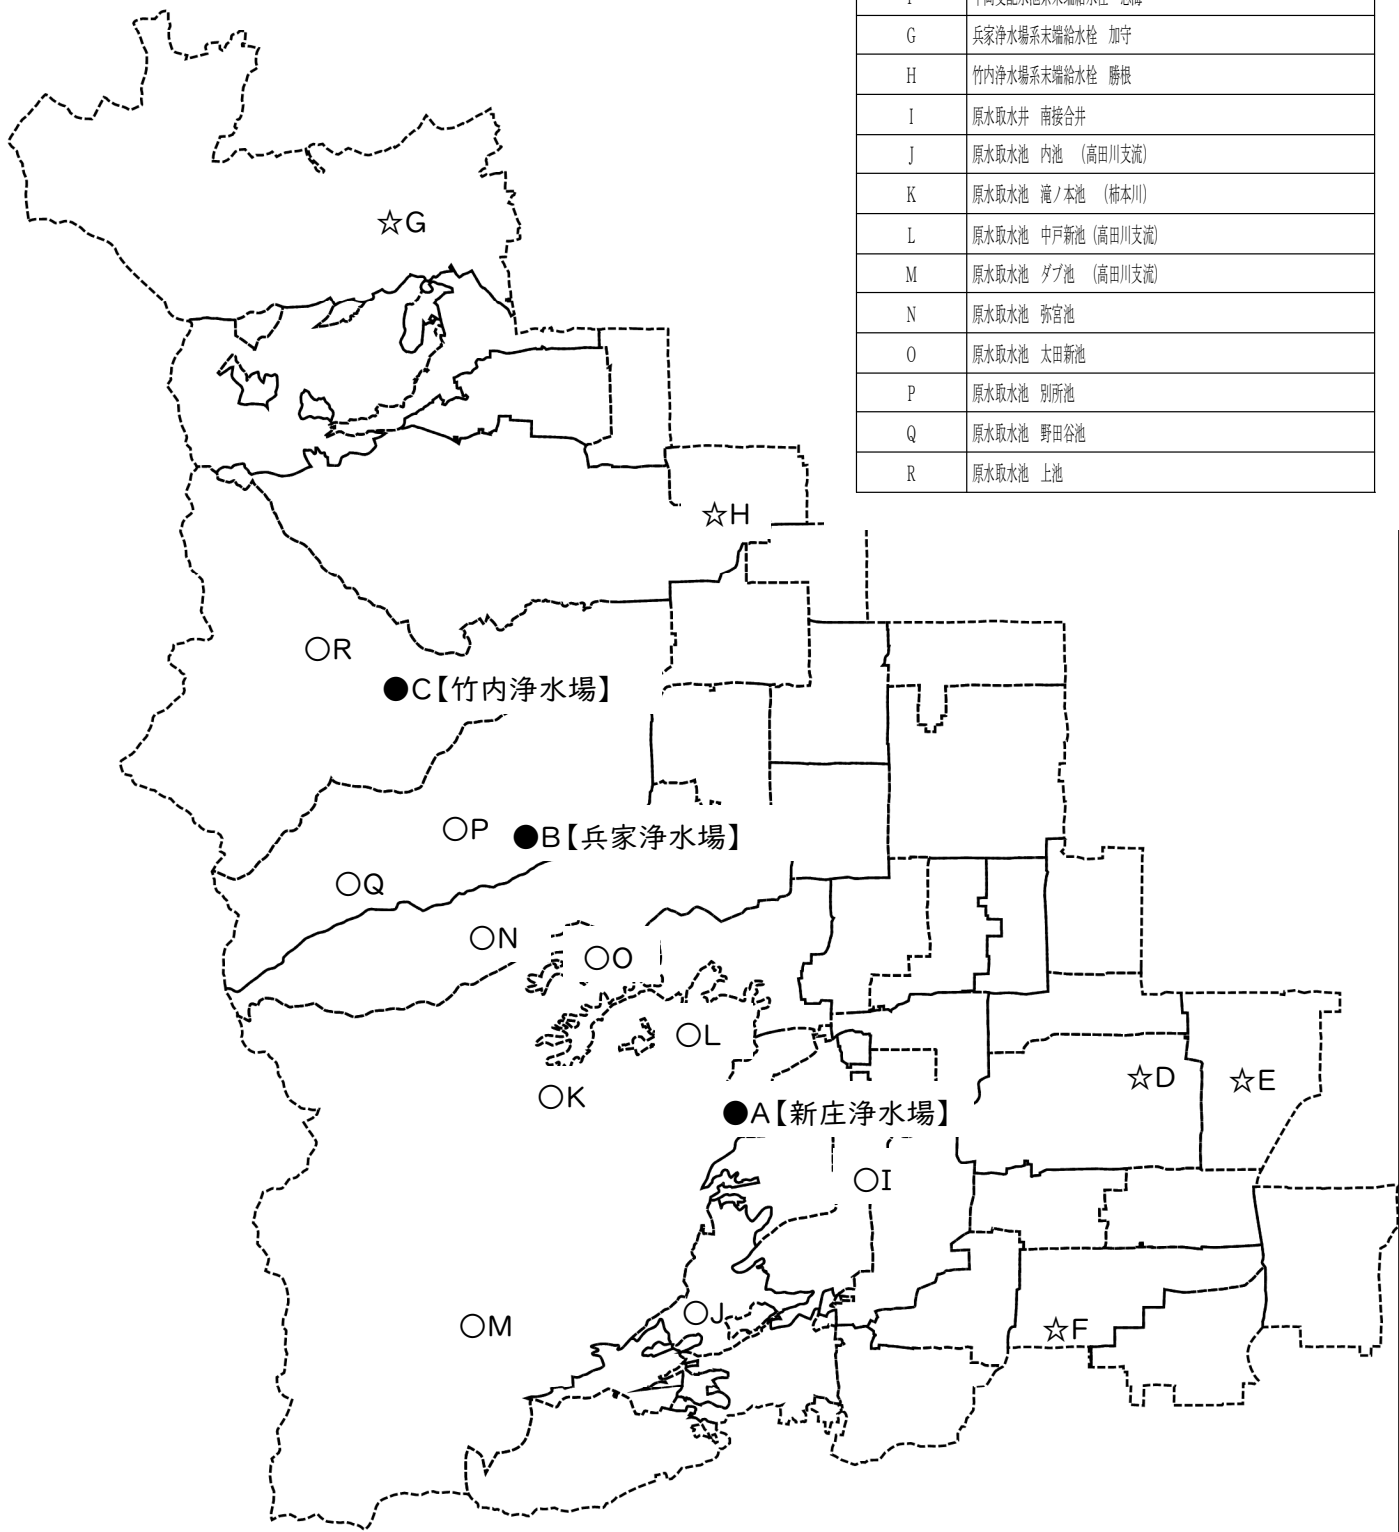 G 兵家浄水場系末端給水栓 加守
H 竹内浄水場系末端給水栓 勝根
I 原水取水井 南接合井
J 原水取水池 内池 (高田川支流)
K 原水取水池 滝ノ本池 (柿本川)
L 原水取水池 中戸新池 (高田川支流)
M 原水取水池 ダブ池 (高田川支流)
N 原水取水池 弥宮池
O 原水取水池 太田新池
P 原水取水池 別所池
Q 原水取水池 野田谷池
R 原水取水池 上池
☆G
☆H
○R
●C【竹内浄水場】
○P
●B【兵家浄水場】
○Q
○N
○O
○L
○K
☆D
☆E
●A【新庄浄水場】
○I
○J
○M
☆F